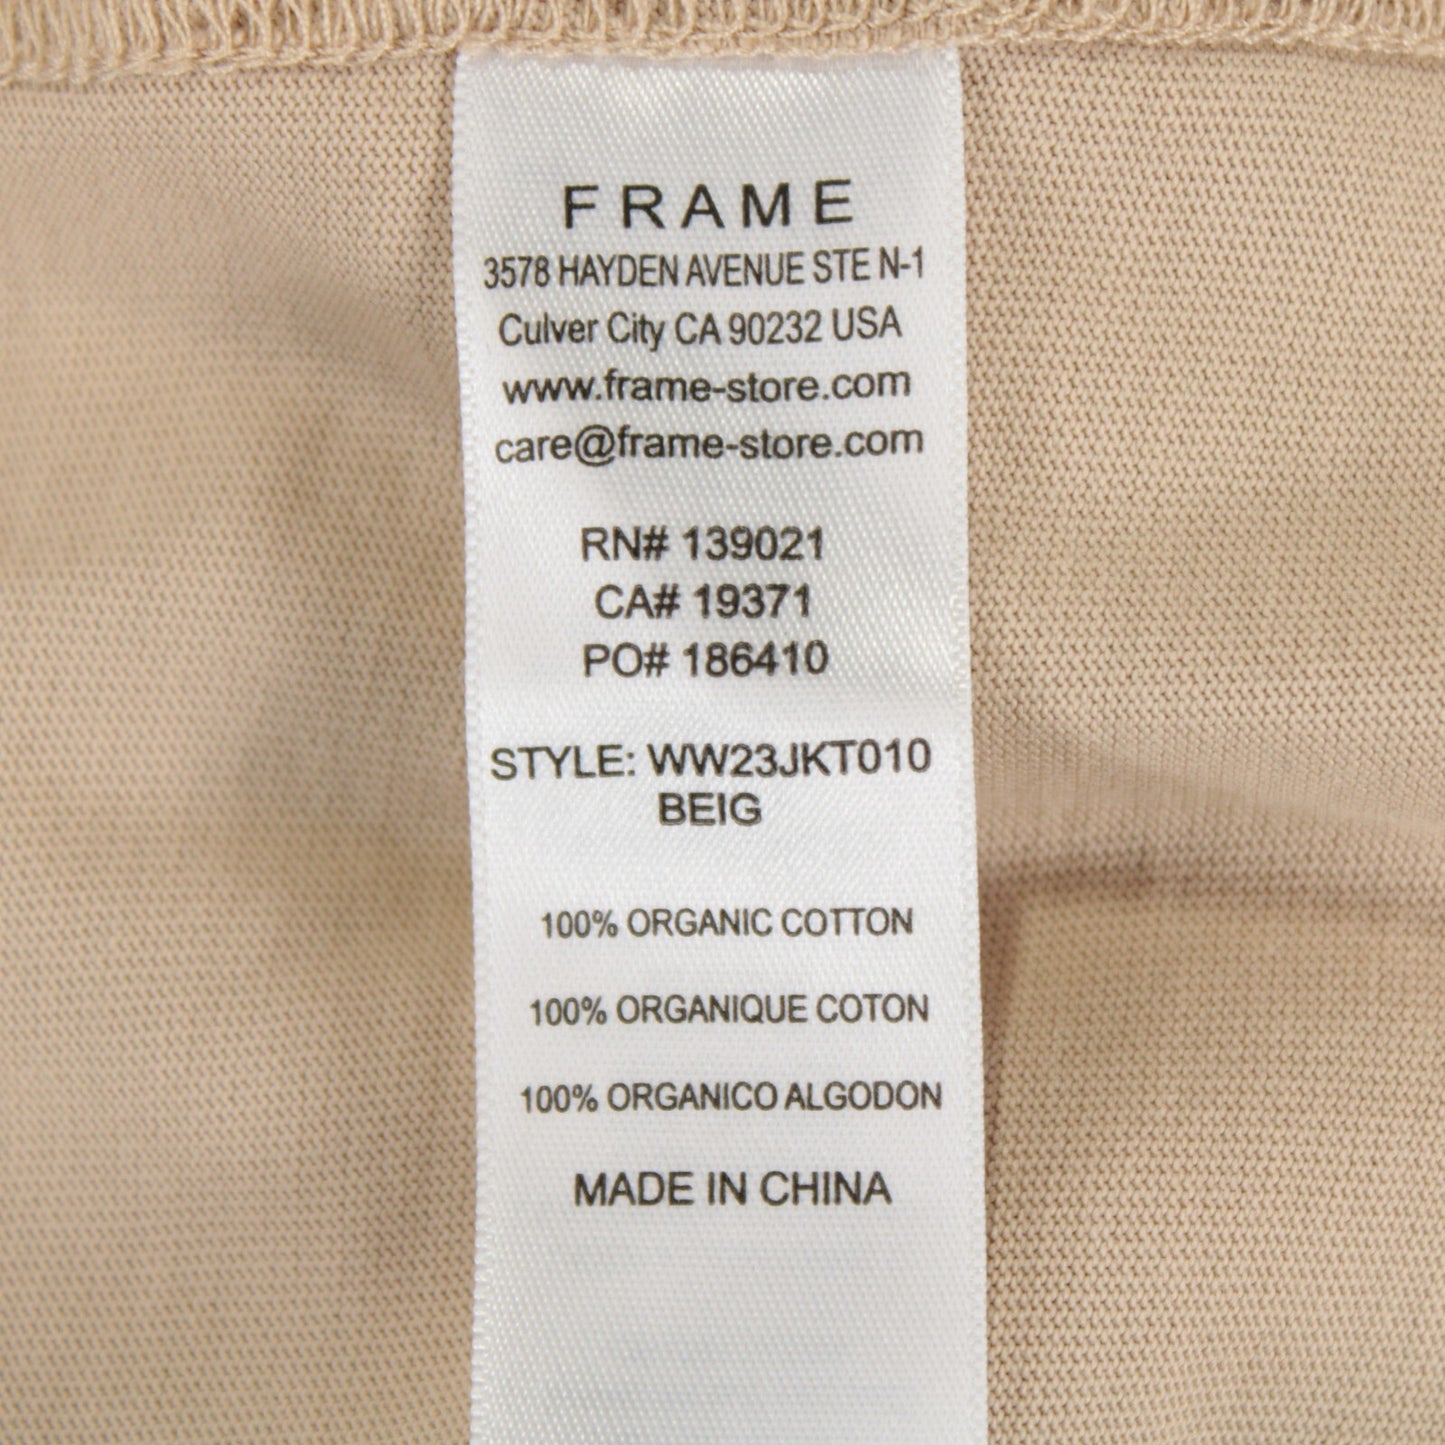 FRAME
3578 HAYDEN AVENUE STE N-1
Culver City CA 90232 USA
www.frame-store.com
care@frame-store.com
RN# 139021
CA# 19371
PO# 186410
STYLE: WW23JKT010
BEIG
100% ORGANIC COTTON
100% ORGANIQUE COTON
100% ORGANICO ALGODON
MADE IN CHINA